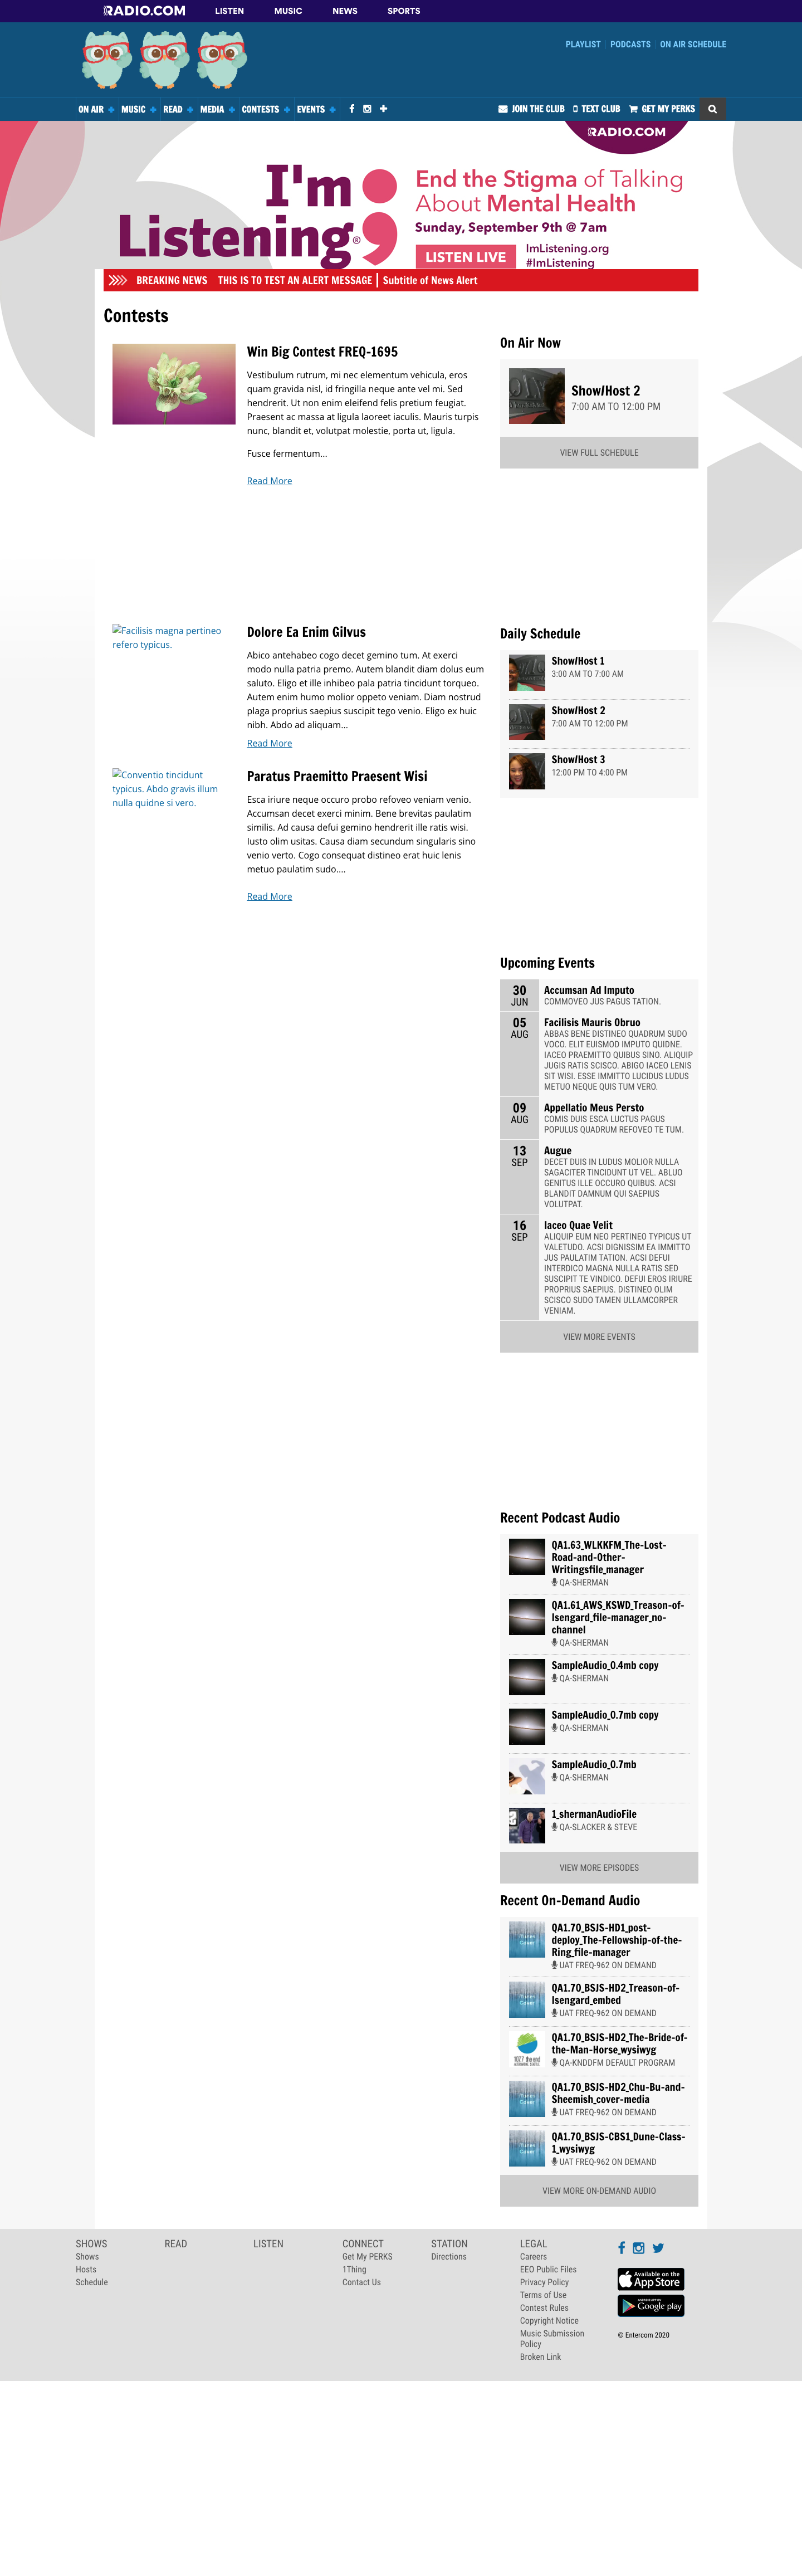 RADIO.COM LISTEN MUSIC NEWS SPORTS
PLAYLIST PODCASTS ON AIR SCHEDULE
ON AIR MUSIC READ MEDIA CONTESTS EVENTS JOIN THE CLUB TEXT CLUB GET MY PERKS
RADIO.COM
I'm
Listening®
End the Stigma of Talking
About Mental Health
Sunday, September 9th @ 7am
LISTEN LIVE
ImListening.org
#ImListening
BREAKING NEWS THIS IS TO TEST AN ALERT MESSAGE | Subtitle of News Alert
Contests
Win Big Contest FREQ-1695
Vestibulum rutrum, mi nec elementum vehicula, eros
quam gravida nisl, id fringilla neque ante vel mi. Sed
hendrerit. Ut non enim eleifend felis pretium feugiat.
Praesent ac massa at ligula laoreet iaculis. Mauris turpis
nunc, blandit et, volutpat molestie, porta ut, ligula.
Fusce fermentum...
Read More
Facilisis magna pertineo
refero typicus.
Dolore Ea Enim Gilvus
Abico antehabeo cogo decet gemino tum. At exerci
modo nulla patria premo. Autem blandit diam dolus eum
saluto. Eligo et ille inhibeo pala patria tincidunt torqueo.
Autem enim humo molior oppeto veniam. Diam nostrud
plaga proprius saepius suscipit tego venio. Eligo ex huic
nibh. Abdo ad aliquam...
Read More
Conventio tincidunt
typicus. Abdo gravis illum
nulla quidne si vero.
Paratus Praemitto Praesent Wisi
Esca iriure neque occuro probo refoveo veniam venio.
Accumsan decet exerci minim. Bene brevitas paulatim
similis. Ad causa defui gemino hendrerit ille ratis wisi.
Iusto olim usitas. Causa diam secundum singularis sino
venio verto. Cogo consequat distineo erat huic lenis
metuo paulatim sudo....
Read More
On Air Now
Show/Host 2
7:00 AM TO 12:00 PM
VIEW FULL SCHEDULE
Daily Schedule
Show/Host 1
3:00 AM TO 7:00 AM
Show/Host 2
7:00 AM TO 12:00 PM
Show/Host 3
12:00 PM TO 4:00 PM
Upcoming Events
30
JUN
Accumsan Ad Imputo
COMMOVEO JUS PAGUS TATION.
05
AUG
Facilisis Mauris Obruo
ABBAS BENE DISTINEO QUADRUM SUDO
VOCO. ELIT EUISMOD IMPUTO QUIDNE.
IACEO PRAEMITTO QUIBUS SINO. ALIQUIP
JUGIS RATIS SCISCO. ABIGO IACEO LENIS
SIT WISI. ESSE IMMITTO LUCIDUS LUDUS
METUO NEQUE QUIS TUM VERO.
09
AUG
Appellatio Meus Persto
COMIS DUIS ESCA LUCTUS PAGUS
POPULUS QUADRUM REFOVEO TE TUM.
13
SEP
Augue
DECET DUIS IN LUDUS MOLIOR NULLA
SAGACITER TINCIDUNT UT VEL. ABLUO
GENITUS ILLE OCCURO QUIBUS. ACSI
BLANDIT DAMNUM QUI SAEPIUS
VOLUTPAT.
16
SEP
Iaceo Quae Velit
ALIQUIP EUM NEO PERTINEO TYPICUS UT
VALETUDO. ACSI DIGNISSIM EA IMMITTO
JUS PAULATIM TATION. ACSI DEFUI
INTERDICO MAGNA NULLA RATIS SED
SUSCIPIT TE VINDICO. DEFUI EROS IRIURE
PROPRIUS SAEPIUS. DISTINEO OLIM
SCISCO SUDO TAMEN ULLAMCORPER
VENIAM.
VIEW MORE EVENTS
Recent Podcast Audio
QA1.63_WLKKFM_The-Lost-
Road-and-Other-
Writingsfile_manager
QA-SHERMAN
QA1.61_AWS_KSWD_Treason-of-
Isengard_file-manager_no-
channel
QA-SHERMAN
SampleAudio_0.4mb copy
QA-SHERMAN
SampleAudio_0.7mb copy
QA-SHERMAN
SampleAudio_0.7mb
QA-SHERMAN
1_shermanAudioFile
QA-SLACKER & STEVE
VIEW MORE EPISODES
Recent On-Demand Audio
QA1.70_BSJS-HD1_post-
deploy_The-Fellowship-of-the-
Ring_file-manager
UAT FREQ-962 ON DEMAND
QA1.70_BSJS-HD2_Treason-of-
Isengard_embed
UAT FREQ-962 ON DEMAND
QA1.70_BSJS-HD2_The-Bride-of-
the-Man-Horse_wysiwyg
QA-KNDDFM DEFAULT PROGRAM
QA1.70_BSJS-HD2_Chu-Bu-and-
Sheemish_cover-media
UAT FREQ-962 ON DEMAND
QA1.70_BSJS-CBS1_Dune-Class-
1_wysiwyg
UAT FREQ-962 ON DEMAND
VIEW MORE ON-DEMAND AUDIO
SHOWS
Shows
Hosts
Schedule
READ
LISTEN
CONNECT
Get My PERKS
1Thing
Contact Us
STATION
Directions
LEGAL
Careers
EEO Public Files
Privacy Policy
Terms of Use
Contest Rules
Copyright Notice
Music Submission
Policy
Broken Link
Available on the
App Store
Google play
© Entercom 2020